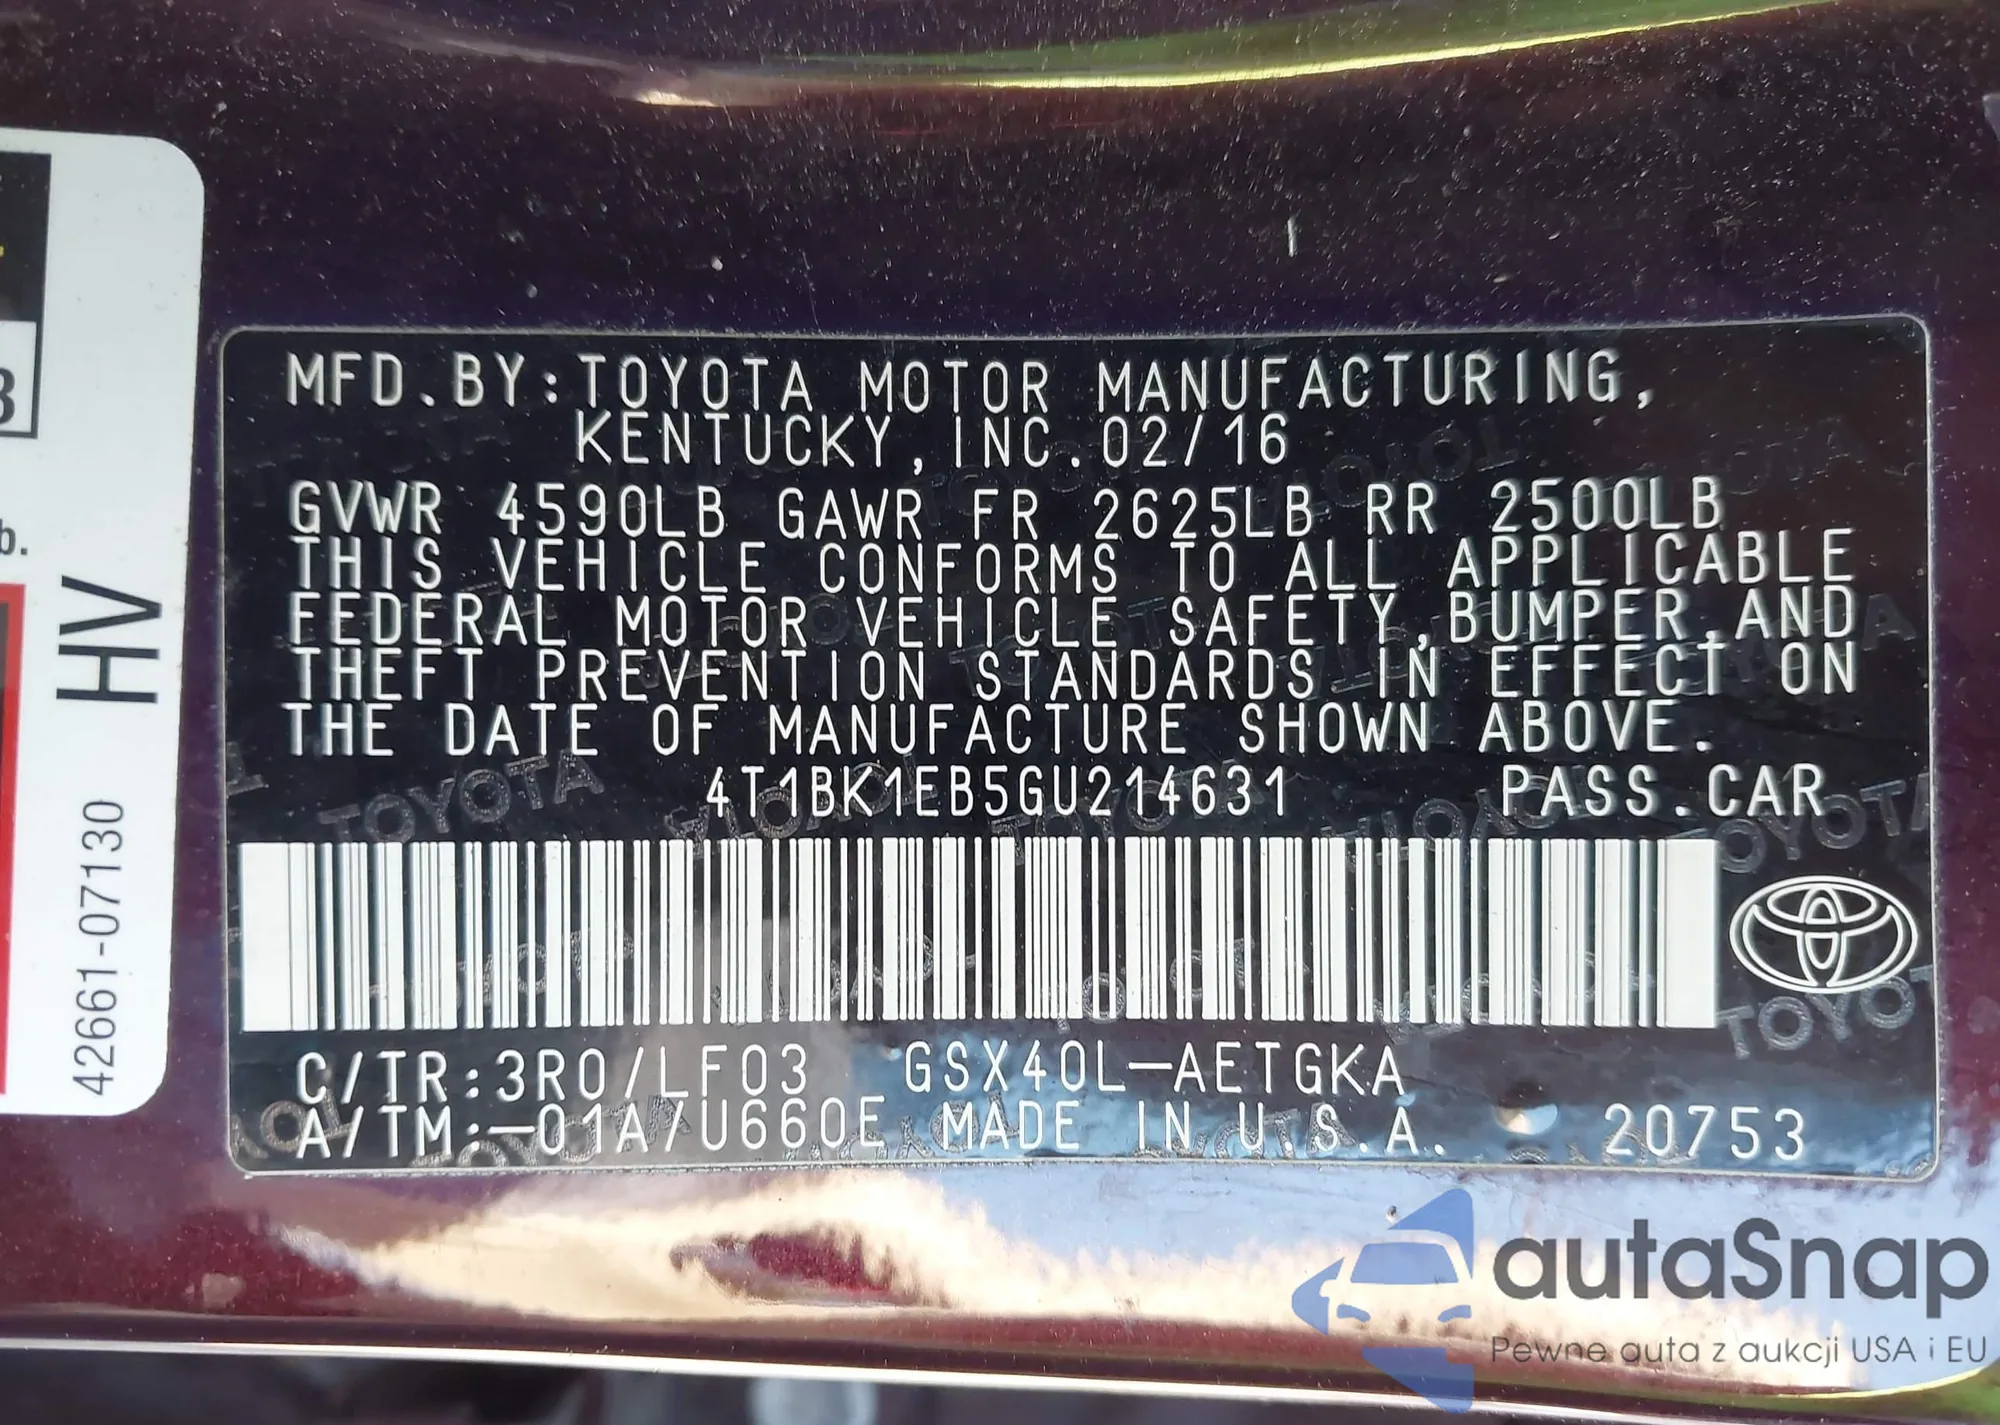 3
b.
HV
42661-07130
MFD.BY:TOYOTA MOTOR MANUFACTURING,
KENTUCKY, INC.02/16
GVWR 4590LB GAWR FR 2625LB RR 2500LB
THIS VEHICLE CONFORMS TO ALL APPLICABLE
FEDERAL MOTOR VEHICLE SAFETY,BUMPER,AND
THEFT PREVENTION STANDARDS IN EFFECT ON
THE DATE OF MANUFACTURE SHOWN ABOVE.
4T1BK1EB5GU214631 PASS.CAR
C/TR:3R0/LF03 GSX40L-AETGKA
A/TM:-01A/U660E MADE IN U.S.A. 20753
autaSnap
Pewne auta z aukcji USA i EU